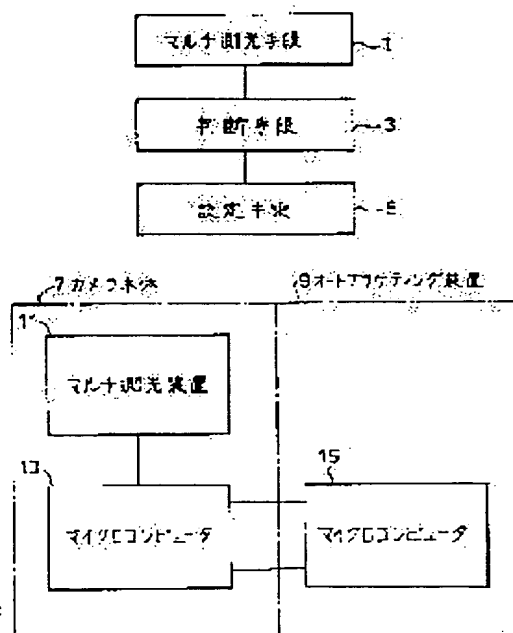 マルチ測光手段 1
判断手段 3
設定手段 5
7 カメラ本体 9 オートブラケティング装置
11
マルチ測光装置
13 15
マイクロコンピュータ マイクロコンピュータ